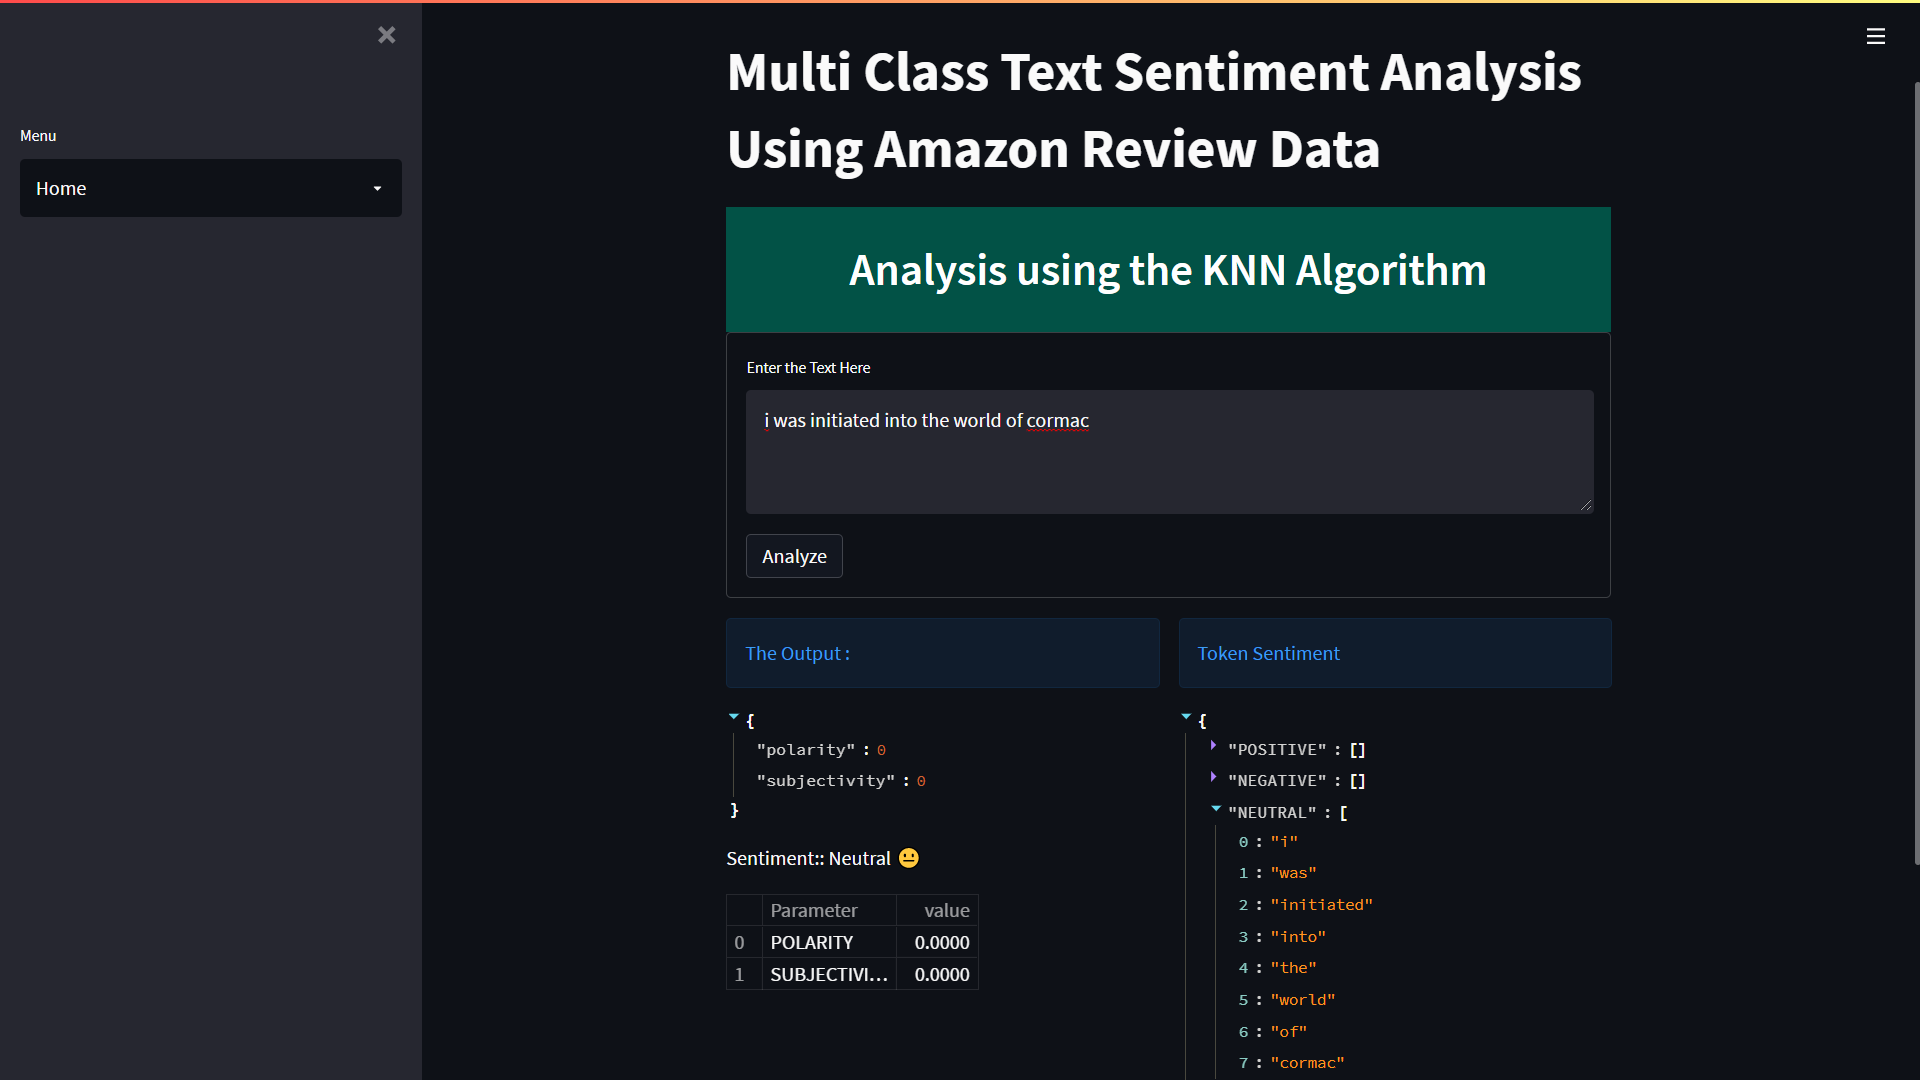 Menu
Home
Multi Class Text Sentiment Analysis
Using Amazon Review Data
Analysis using the KNN Algorithm
Enter the Text Here
i was initiated into the world of cormac
Analyze
The Output :
{
"polarity" : 0
"subjectivity" : 0
}
Sentiment:: Neutral 😐
Parameter value
0 POLARITY 0.0000
1 SUBJECTIVI... 0.0000
Token Sentiment
{
"POSITIVE" : []
"NEGATIVE" : []
"NEUTRAL" : [
0 : "i"
1 : "was"
2 : "initiated"
3 : "into"
4 : "the"
5 : "world"
6 : "of"
7 : "cormac"